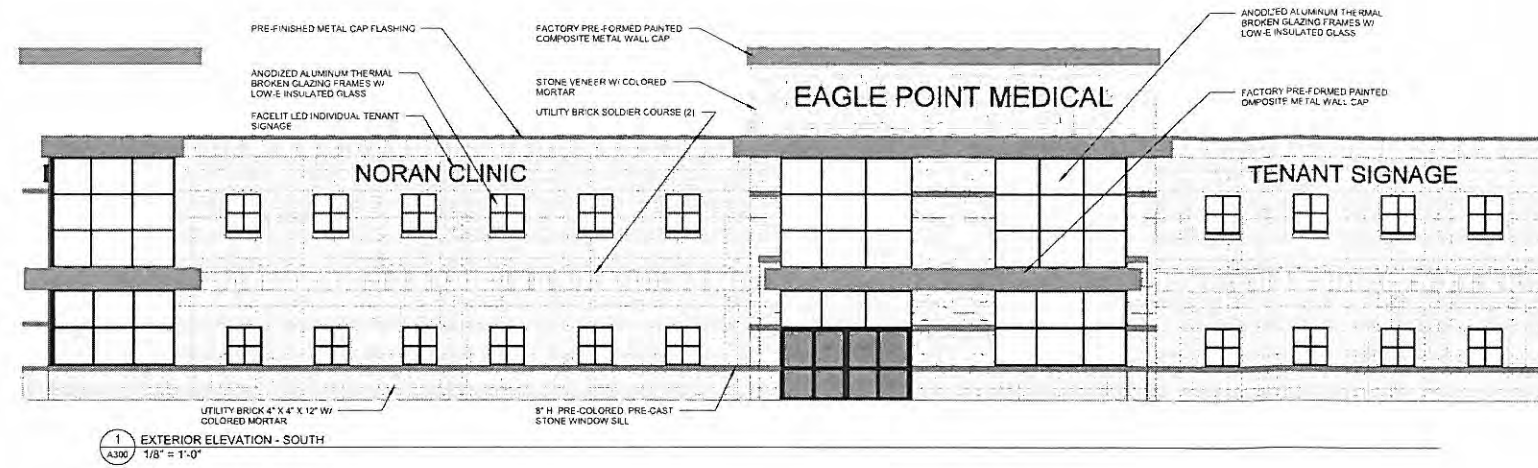 PRE-FINISHED METAL CAP FLASHING
FACTORY PRE-FORMED PAINTED
COMPOSITE METAL WALL CAP
ANODIZED ALUMINUM THERMAL
BROKEN GLAZING FRAMES W/
LOW-E INSULATED GLASS
ANODIZED ALUMINUM THERMAL
BROKEN GLAZING FRAMES W/
LOW-E INSULATED GLASS
STONE VENEER W/ COLORED
MORTAR
EAGLE POINT MEDICAL
FACTORY PRE-FORMED PAINTED
OMPOSITE METAL WALL CAP
FACELIT LED INDIVIDUAL TENANT
SIGNAGE
UTILITY BRICK SOLDIER COURSE (2)
NORAN CLINIC
TENANT SIGNAGE
UTILITY BRICK 4" X 4" X 12" W/
COLORED MORTAR
8" H PRE-COLORED, PRE-CAST
STONE WINDOW SILL
1
A300
EXTERIOR ELEVATION - SOUTH
1/8" = 1'-0"